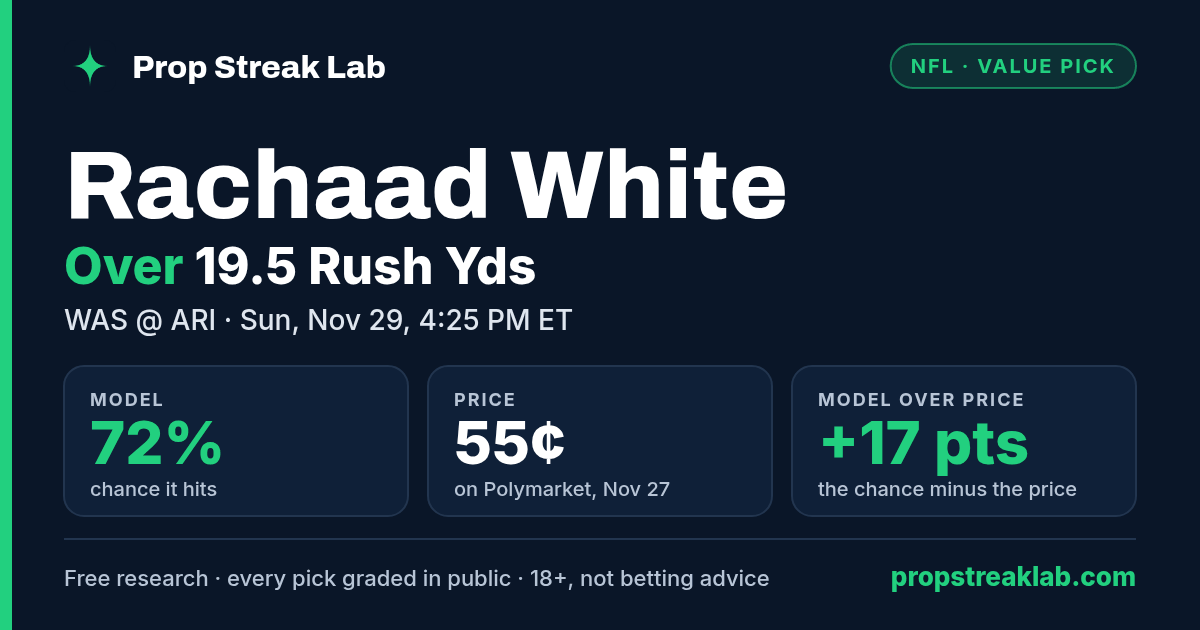 Prop Streak Lab
NFL · VALUE PICK
Rachaad White
Over 19.5 Rush Yds
WAS @ ARI · Sun, Nov 29, 4:25 PM ET
MODEL
72%
chance it hits
PRICE
55¢
on Polymarket, Nov 27
MODEL OVER PRICE
+17 pts
the chance minus the price
Free research · every pick graded in public · 18+, not betting advice
propstreaklab.com